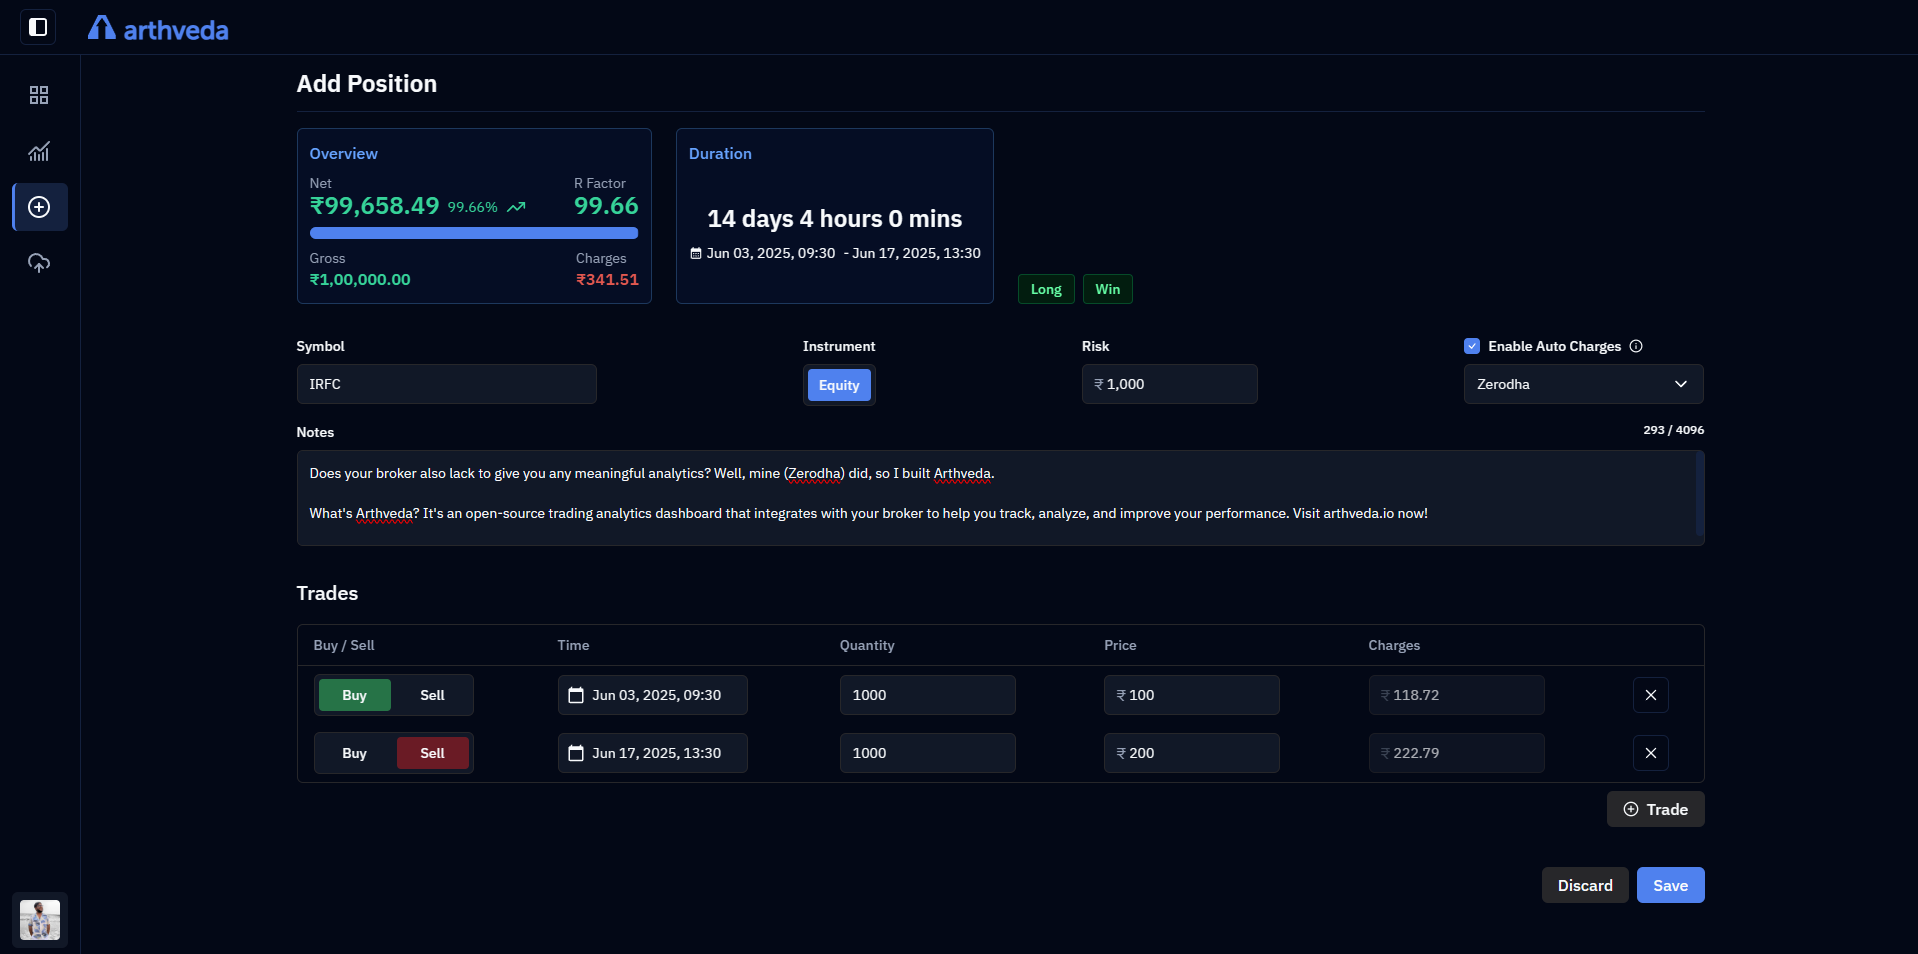 arthveda
Add Position
Overview
Net
R Factor
₹99,658.49 99.66%
99.66
Gross
Charges
₹1,00,000.00
₹341.51
Duration
14 days 4 hours 0 mins
Jun 03, 2025, 09:30 - Jun 17, 2025, 13:30
Long
Win
Symbol
IRFC
Instrument
Equity
Risk
₹ 1,000
Enable Auto Charges
Zerodha
Notes
293 / 4096
Does your broker also lack to give you any meaningful analytics? Well, mine (Zerodha) did, so I built Arthveda.
What's Arthveda? It's an open-source trading analytics dashboard that integrates with your broker to help you track, analyze, and improve your performance. Visit arthveda.io now!
Trades
Buy / Sell Time Quantity Price Charges
Buy Sell Jun 03, 2025, 09:30 1000 ₹ 100 ₹ 118.72
Buy Sell Jun 17, 2025, 13:30 1000 ₹ 200 ₹ 222.79
Trade
Discard
Save